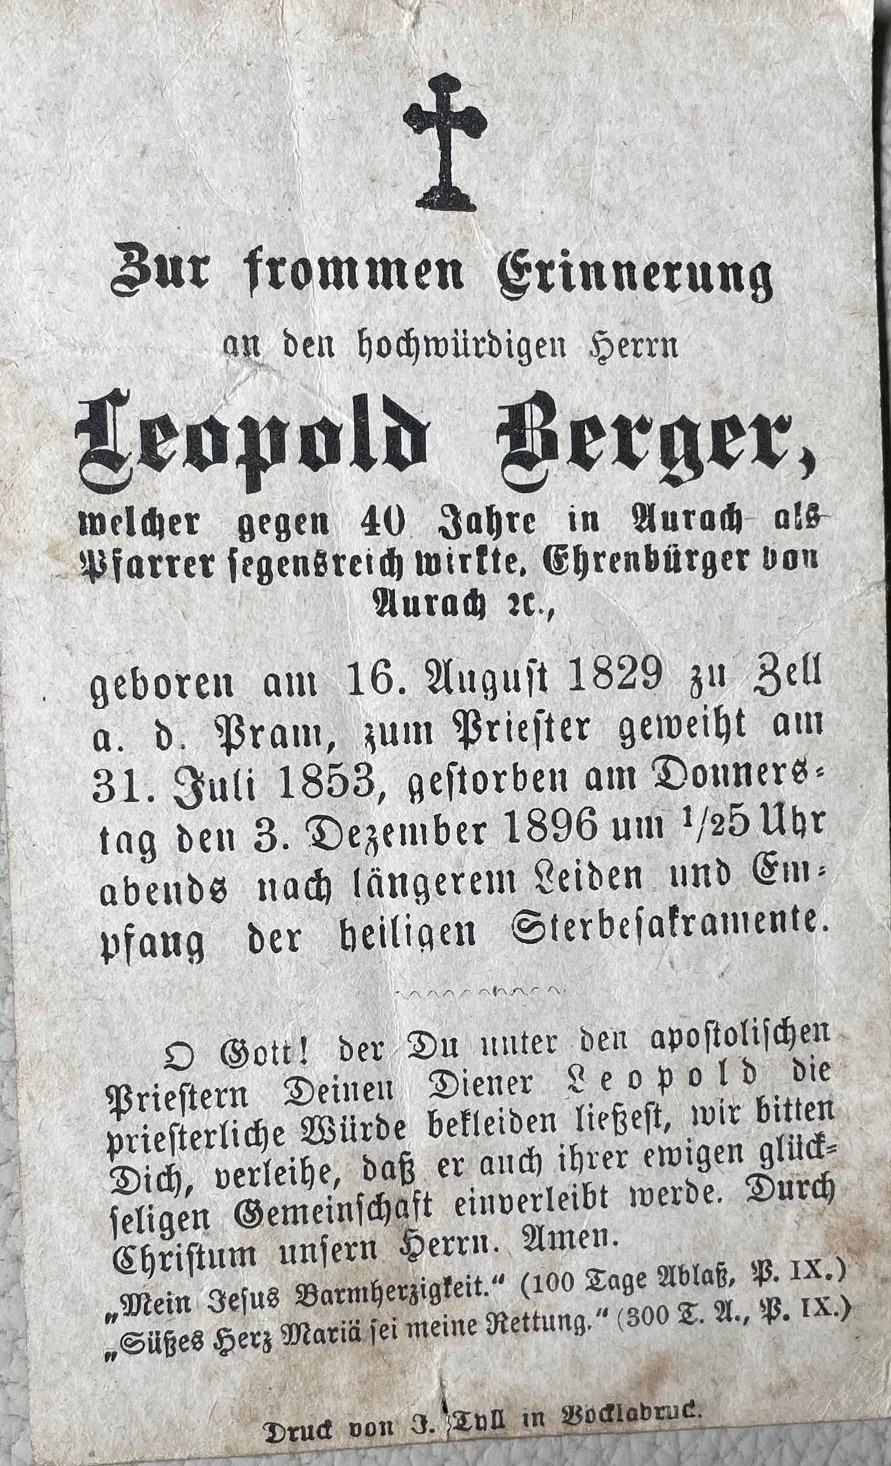 Zur frommen Erinnerung
an den hochwürdigen Herrn
Leopold Berger,
welcher gegen 40 Jahre in Aurach als
Pfarrer segensreich wirkte, Ehrenbürger von
Aurach ꝛc.,
geboren am 16. August 1829 zu Zell
a. d. Pram, zum Priester geweiht am
31. Juli 1853, gestorben am Donners-
tag den 3. Dezember 1896 um 1/25 Uhr
abends nach längerem Leiden und Em-
pfang der heiligen Sterbesakramente.
O Gott! der Du unter den apostolischen
Priestern Deinen Diener Leopold die
priesterliche Würde bekleiden ließest, wir bitten
Dich, verleihe, daß er auch ihrer ewigen glück-
seligen Gemeinschaft einverleibt werde. Durch
Christum unsern Herrn. Amen.
„Mein Jesus Barmherzigkeit.“ (100 Tage Ablaß, P. IX.)
„Süßes Herz Mariä sei meine Rettung.“ (300 T. A., P. IX.)
Druck von J. Tyll in Vöcklabruck.